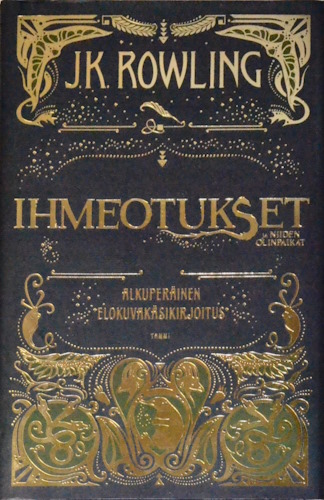 J.K. ROWLING
IHMEOTUKSET
JA NIIDEN
OLINPAIKAT
ALKUPERÄINEN
ELOKUVAKÄSIKIRJOITUS
TAMMI